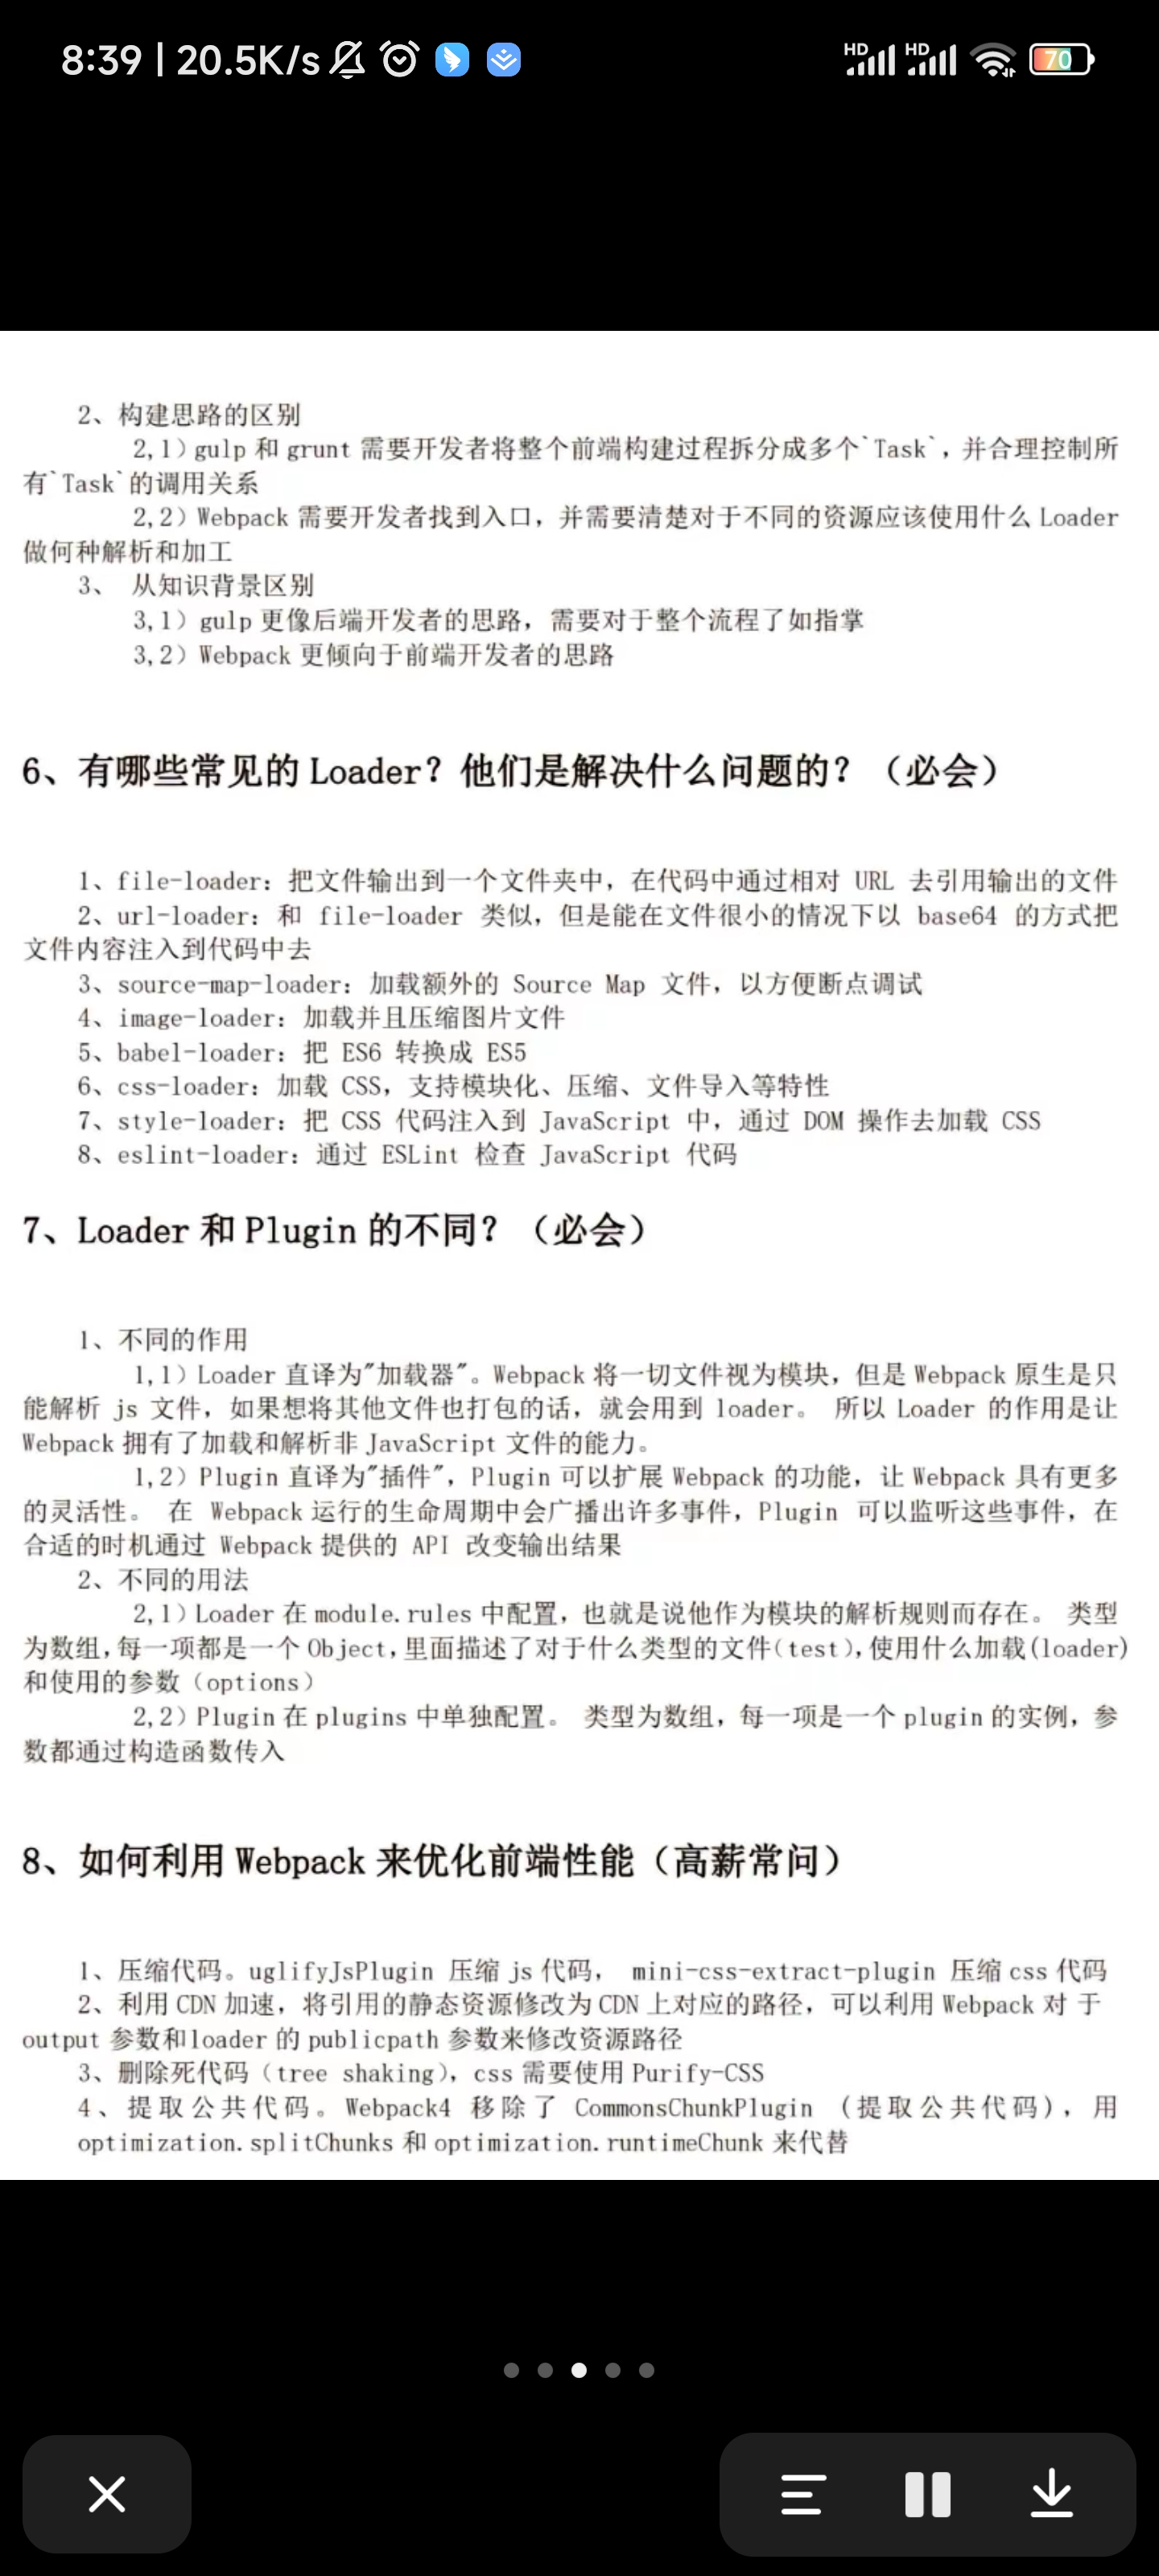 8:39 | 20.5K/s
HD HD 70
2、构建思路的区别
2,1）gulp 和 grunt 需要开发者将整个前端构建过程拆分成多个`Task`，并合理控制所
有`Task`的调用关系
2,2）Webpack 需要开发者找到入口，并需要清楚对于不同的资源应该使用什么 Loader
做何种解析和加工
3、 从知识背景区别
3,1）gulp 更像后端开发者的思路，需要对于整个流程了如指掌
3,2）Webpack 更倾向于前端开发者的思路
6、有哪些常见的 Loader？他们是解决什么问题的？（必会）
1、file-loader：把文件输出到一个文件夹中，在代码中通过相对 URL 去引用输出的文件
2、url-loader：和 file-loader 类似，但是能在文件很小的情况下以 base64 的方式把
文件内容注入到代码中去
3、source-map-loader：加载额外的 Source Map 文件，以方便断点调试
4、image-loader：加载并且压缩图片文件
5、babel-loader：把 ES6 转换成 ES5
6、css-loader：加载 CSS，支持模块化、压缩、文件导入等特性
7、style-loader：把 CSS 代码注入到 JavaScript 中，通过 DOM 操作去加载 CSS
8、eslint-loader：通过 ESLint 检查 JavaScript 代码
7、Loader 和 Plugin 的不同？（必会）
1、不同的作用
1,1）Loader 直译为"加载器"。Webpack 将一切文件视为模块，但是 Webpack 原生是只
能解析 js 文件，如果想将其他文件也打包的话，就会用到 loader。 所以 Loader 的作用是让
Webpack 拥有了加载和解析非 JavaScript 文件的能力。
1,2）Plugin 直译为"插件"，Plugin 可以扩展 Webpack 的功能，让 Webpack 具有更多
的灵活性。 在 Webpack 运行的生命周期中会广播出许多事件，Plugin 可以监听这些事件，在
合适的时机通过 Webpack 提供的 API 改变输出结果
2、不同的用法
2,1）Loader 在 module.rules 中配置，也就是说他作为模块的解析规则而存在。 类型
为数组，每一项都是一个 Object，里面描述了对于什么类型的文件（test），使用什么加载(loader)
和使用的参数（options）
2,2）Plugin 在 plugins 中单独配置。 类型为数组，每一项是一个 plugin 的实例，参
数都通过构造函数传入
8、如何利用 Webpack 来优化前端性能（高薪常问）
1、压缩代码。uglifyJsPlugin 压缩 js 代码， mini-css-extract-plugin 压缩 css 代码
2、利用 CDN 加速，将引用的静态资源修改为 CDN 上对应的路径，可以利用 Webpack 对 于
output 参数和 loader 的 publicpath 参数来修改资源路径
3、删除死代码（tree shaking），css 需要使用 Purify-CSS
4、提取公共代码。Webpack4 移除了 CommonsChunkPlugin （提取公共代码），用
optimization.splitChunks 和 optimization.runtimeChunk 来代替